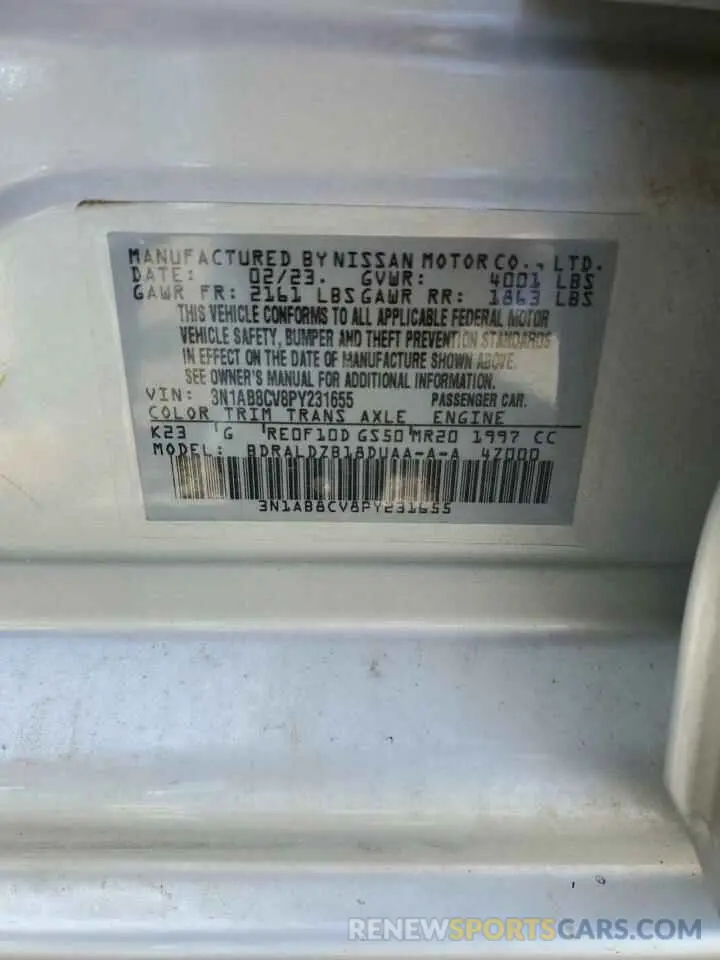 MANUFACTURED BY NISSAN MOTOR CO., LTD.
DATE: 02/23. GVWR: 4001 LBS
GAWR FR: 2161 LBS GAWR RR: 1863 LBS
THIS VEHICLE CONFORMS TO ALL APPLICABLE FEDERAL MOTOR
VEHICLE SAFETY, BUMPER AND THEFT PREVENTION STANDARDS
IN EFFECT ON THE DATE OF MANUFACTURE SHOWN ABOVE.
SEE OWNER'S MANUAL FOR ADDITIONAL INFORMATION.
VIN: 3N1AB8CV8PY231655 PASSENGER CAR.
COLOR TRIM TRANS AXLE ENGINE
K23 G RE0F10D GS50 MR20 1997 CC
MODEL: BDRALDZB18DUAA-A-A 4Z000
3N1AB8CV8PY231655
RENEWSPORTSCARS.COM